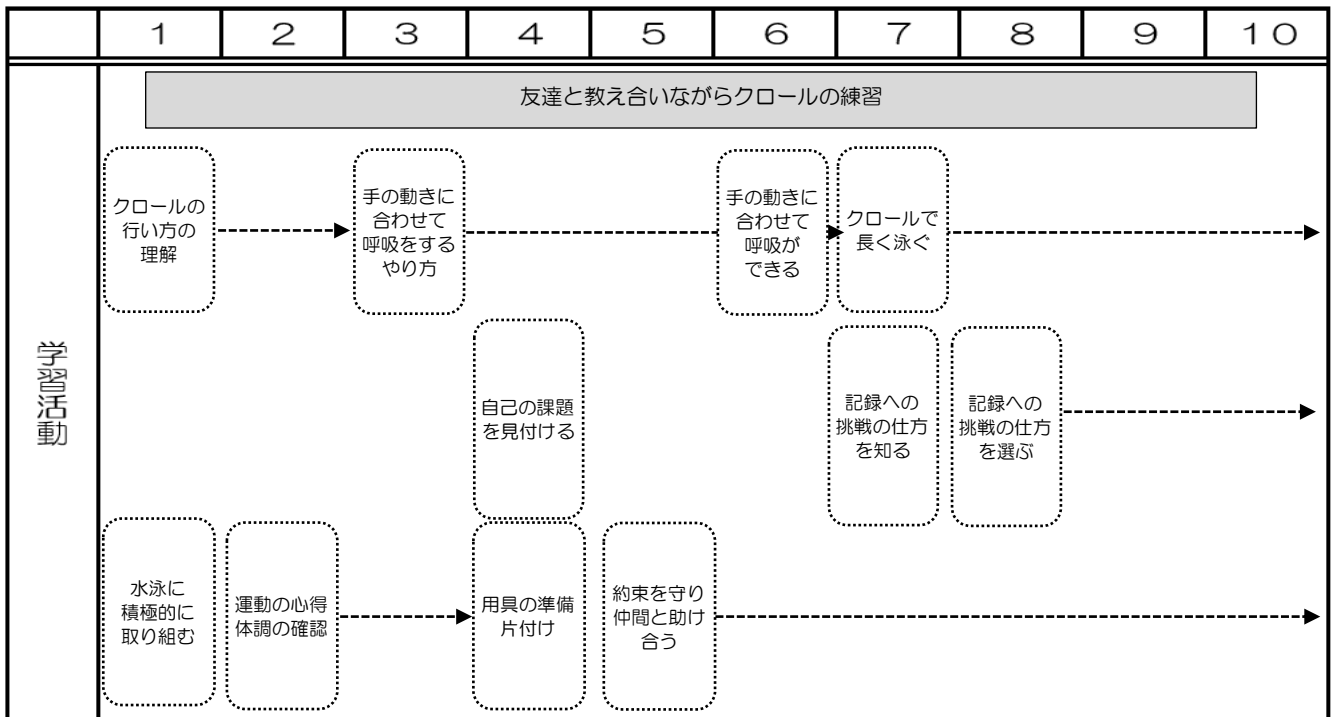 1 2 3 4 5 6 7 8 9 10
学習活動
友達と教え合いながらクロールの練習
クロールの
行い方の
理解
手の動きに
合わせて
呼吸をする
やり方
手の動きに
合わせて
呼吸が
できる
クロールで
長く泳ぐ
自己の課題
を見付ける
記録への
挑戦の仕方
を知る
記録への
挑戦の仕方
を選ぶ
水泳に
積極的に
取り組む
運動の心得
体調の確認
用具の準備
片付け
約束を守り
仲間と助け
合う